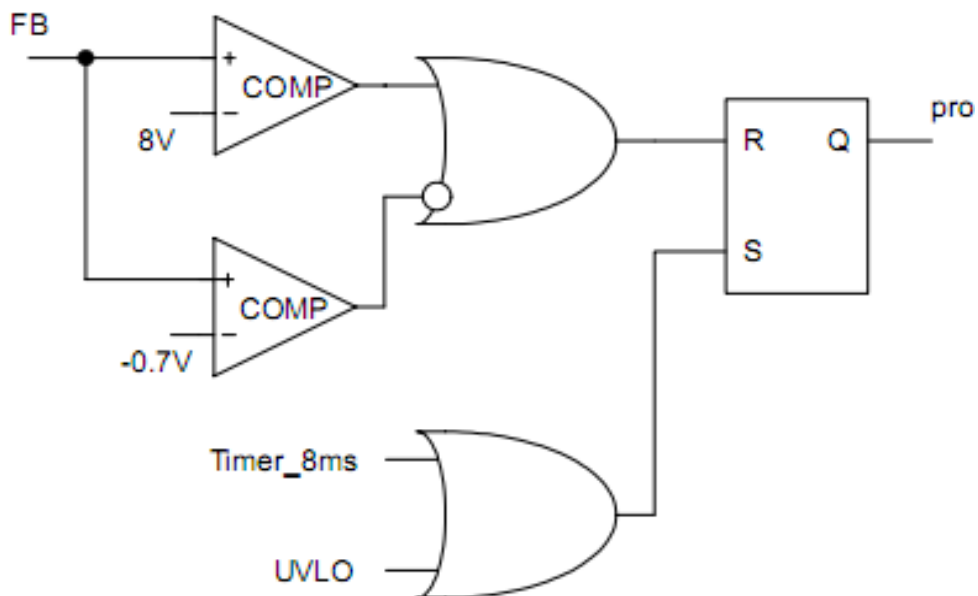 FB
+
COMP
-
8V
pro
R
Q
S
+
COMP
-
-0.7V
Timer_8ms
UVLO